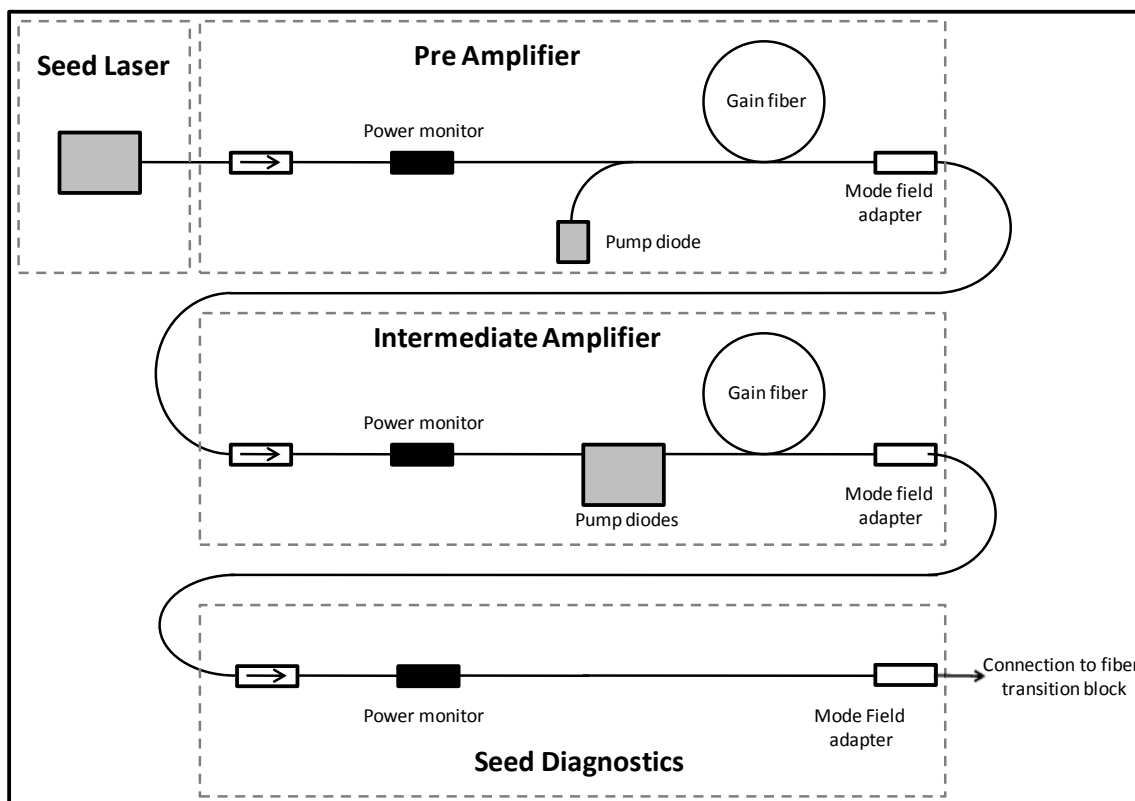 Seed Laser
Pre Amplifier
Gain fiber
Power monitor
Mode field
adapter
Pump diode
Intermediate Amplifier
Gain fiber
Power monitor
Mode field
adapter
Pump diodes
Connection to fiber
transition block
Power monitor
Mode Field
adapter
Seed Diagnostics